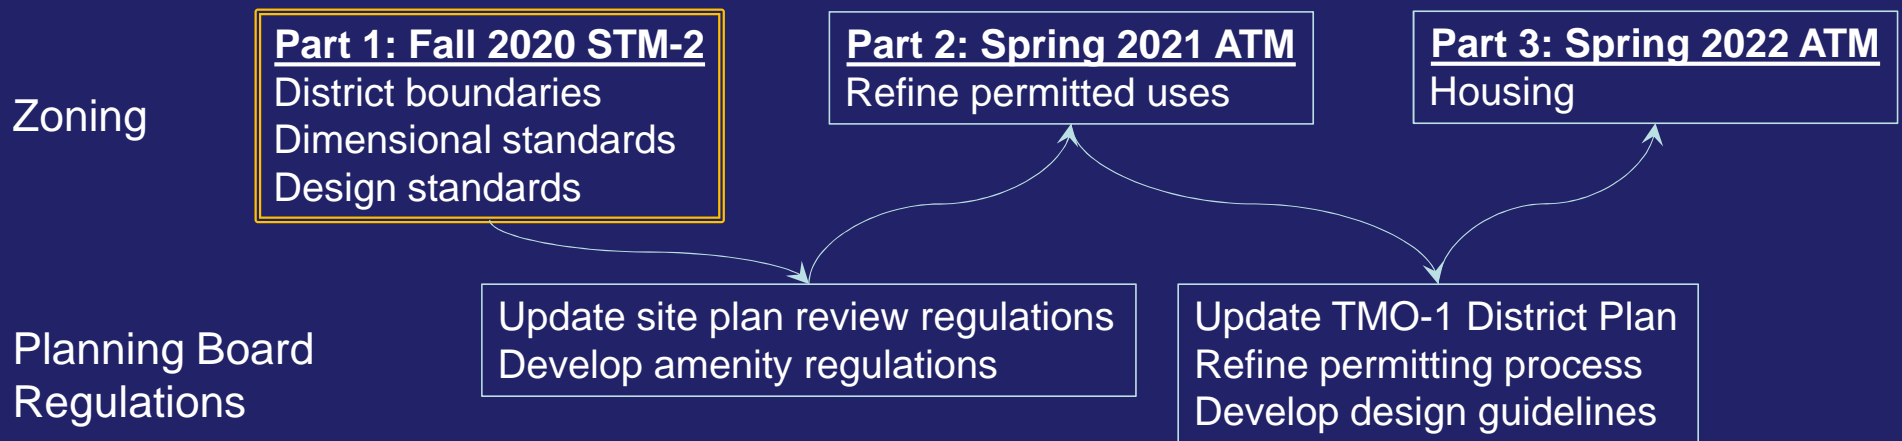 Zoning
Part 1: Fall 2020 STM-2
District boundaries
Dimensional standards
Design standards
Part 2: Spring 2021 ATM
Refine permitted uses
Part 3: Spring 2022 ATM
Housing
Planning Board
Regulations
Update site plan review regulations
Develop amenity regulations
Update TMO-1 District Plan
Refine permitting process
Develop design guidelines